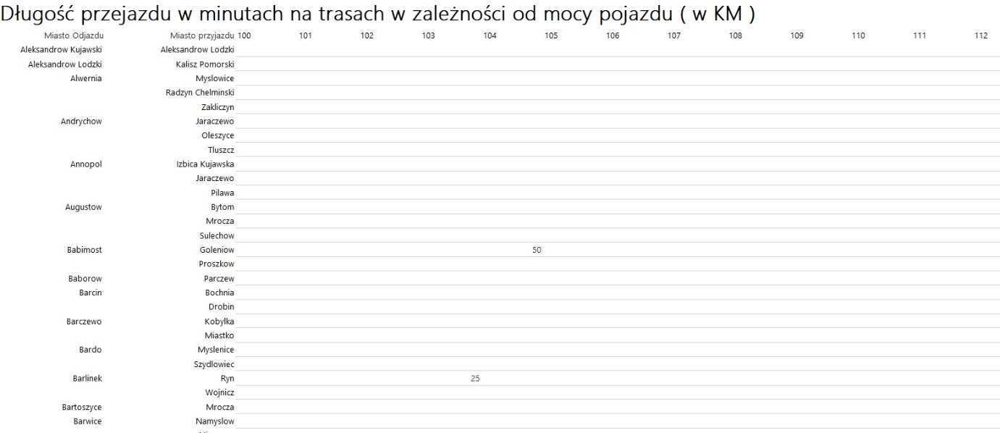 Długość przejazdu w minutach na trasach w zależności od mocy pojazdu ( w KM )
Miasto Odjazdu Miasto przyjazdu 100 101 102 103 104 105 106 107 108 109 110 111 112
Aleksandrow Kujawski Aleksandrow Lodzki
Aleksandrow Lodzki Kalisz Pomorski
Alwernia Myslowice
Radzyn Chelminski
Zakliczyn
Andrychow Jaraczewo
Oleszyce
Tluszcz
Annopol Izbica Kujawska
Jaraczewo
Pilawa
Augustow Bytom
Mrocza
Sulechow
Babimost Goleniow 50
Proszkow
Baborow Parczew
Barcin Bochnia
Drobin
Barczewo Kobylka
Miastko
Bardo Myslenice
Szydlowiec
Barlinek Ryn 25
Wojnicz
Bartoszyce Mrocza
Barwice Namyslow